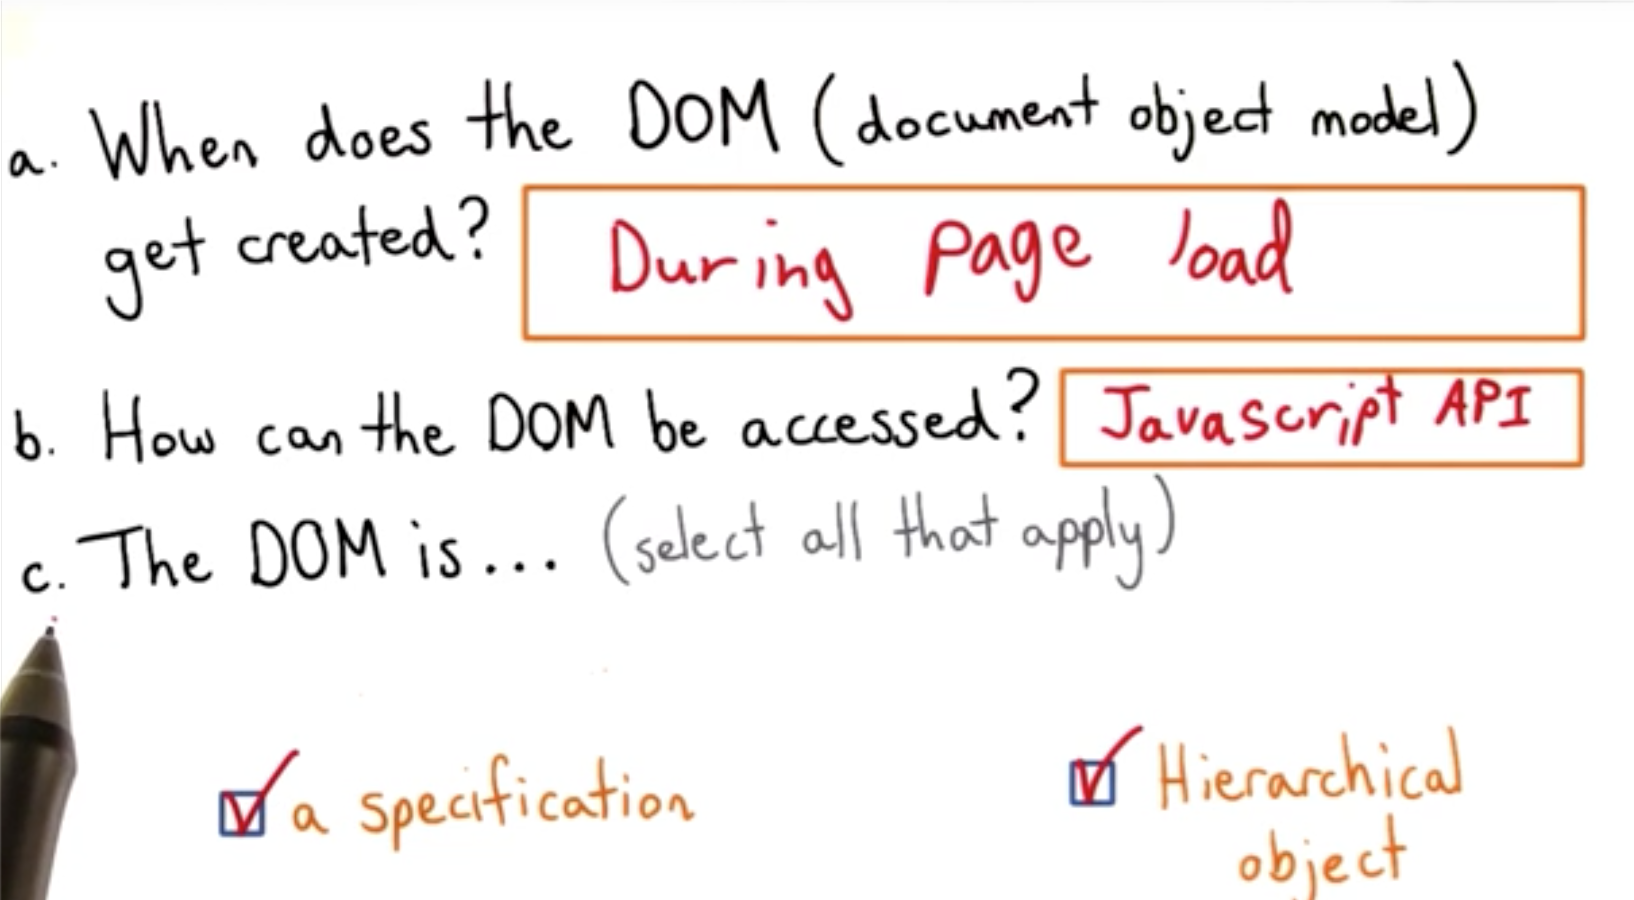 a. When does the DOM (document object model)
get created? During page load
b. How can the DOM be accessed? Javascript API
c. The DOM is... (select all that apply)
a specification
Hierarchical
object